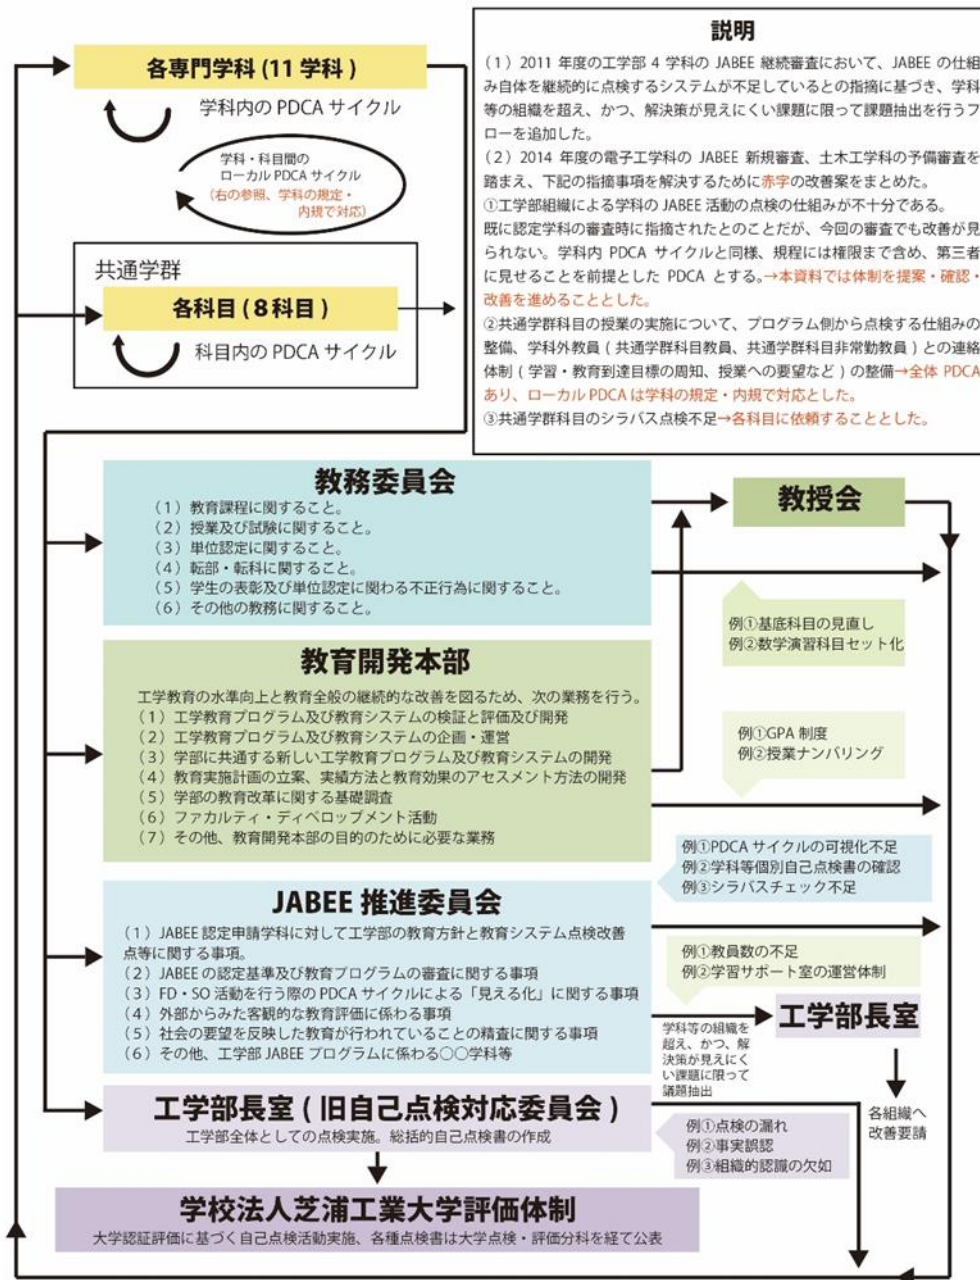 各専門学科 ( 11 学科 )
学科内の PDCA サイクル
学科・科目間の
ローカル PDCA サイクル
(右の参照、学科の規定・
内規で対応)
共通学群
各科目 ( 8 科目 )
科目内の PDCA サイクル
説明
(1) 2011 年度の工学部 4 学科の JABEE 継続審査において、JABEE の仕組
み自体を継続的に点検するシステムが不足しているとの指摘に基づき、学科
等の組織を超え、かつ、解決策が見えにくい課題に限って課題抽出を行うフ
ローを追加した。
(2) 2014 年度の電子工学科の JABEE 新規審査、土木工学科の予備審査を
踏まえ、下記の指摘事項を解決するために赤字の改善案をまとめた。
①工学部組織による学科の JABEE 活動の点検の仕組みが不十分である。
既に認定学科の審査時に指摘されたとのことだが、今回の審査でも改善が見
られない。学科内 PDCA サイクルと同様、規程には権限まで含め、第三者
に見せることを前提とした PDCA とする。→本資料では体制を提案・確認・
改善を進めることとした。
②共通学群科目の授業の実施について、プログラム側から点検する仕組みの
整備、学科外教員 ( 共通学群科目教員、共通学群科目非常勤教員 ) との連絡
体制 ( 学習・教育到達目標の周知、授業への要望など ) の整備→全体 PDCA
あり、ローカル PDCA は学科の規定・内規で対応とした。
③共通学群科目のシラバス点検不足→各科目に依頼することとした。
教務委員会
(1) 教育課程に関すること。
(2) 授業及び試験に関すること。
(3) 単位認定に関すること。
(4) 転部・転科に関すること。
(5) 学生の表彰及び単位認定に関わる不正行為に関すること。
(6) その他の教務に関すること。
教授会
例①基底科目の見直し
例②数学演習科目セット化
教育開発本部
工学教育の水準向上と教育全般の継続的な改善を図るため、次の業務を行う。
(1) 工学教育プログラム及び教育システムの検証と評価及び開発
(2) 工学教育プログラム及び教育システムの企画・運営
(3) 学部に共通する新しい工学教育プログラム及び教育システムの開発
(4) 教育実施計画の立案、実績方法と教育効果のアセスメント方法の開発
(5) 学部の教育改革に関する基礎調査
(6) ファカルティ・ディベロップメント活動
(7) その他、教育開発本部の目的のために必要な業務
例①GPA 制度
例②授業ナンバリング
例①PDCA サイクルの可視化不足
例②学科等個別自己点検書の確認
例③シラバスチェック不足
JABEE 推進委員会
(1) JABEE 認定申請学科に対して工学部の教育方針と教育システム点検改善
点等に関する事項。
(2) JABEE の認定基準及び教育プログラムの審査に関する事項
(3) FD・SO 活動を行う際の PDCA サイクルによる「見える化」に関する事項
(4) 外部からみた客観的な教育評価に係わる事項
(5) 社会の要望を反映した教育が行われていることの精査に関する事項
(6) その他、工学部 JABEE プログラムに係わる○○学科等
例①教員数の不足
例②学習サポート室の運営体制
学科等の組織を
超え、かつ、解
決策が見えにく
い課題に限って
議題抽出
工学部長室
各組織へ
改善要請
工学部長室 ( 旧自己点検対応委員会 )
工学部全体としての点検実施。総括的自己点検書の作成
例①点検の漏れ
例②事実誤認
例③組織的認識の欠如
学校法人芝浦工業大学評価体制
大学認証評価に基づく自己点検活動実施、各種点検書は大学点検・評価分科を経て公表